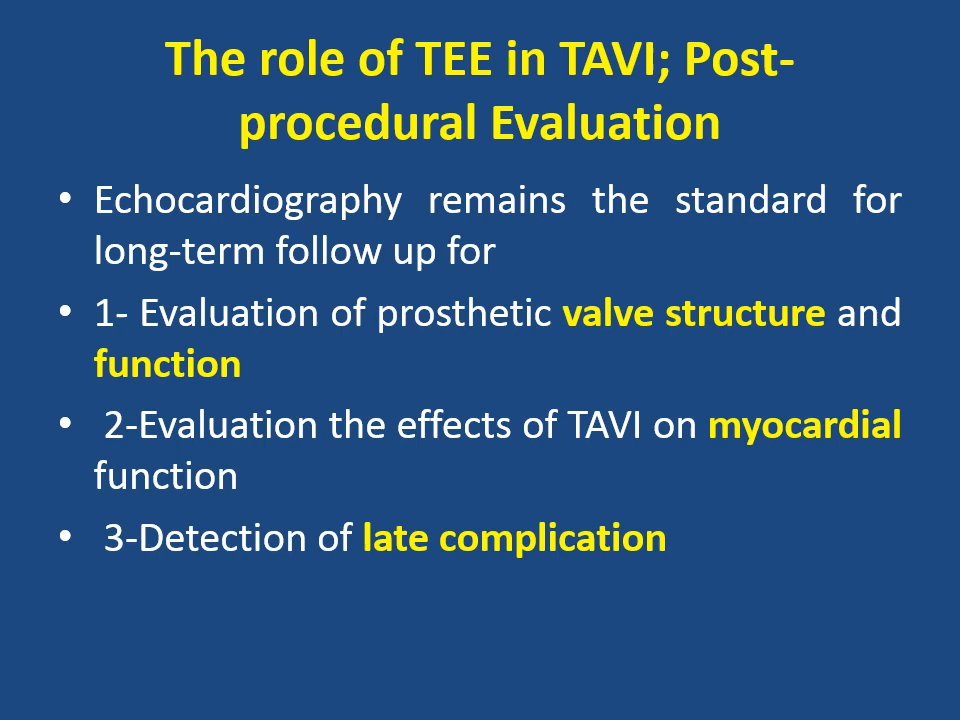 The role of TEE in TAVI; Post-
procedural Evaluation
• Echocardiography remains the standard for
long-term follow up for
• 1- Evaluation of prosthetic valve structure and
function
• 2-Evaluation the effects of TAVI on myocardial
function
• 3-Detection of late complication